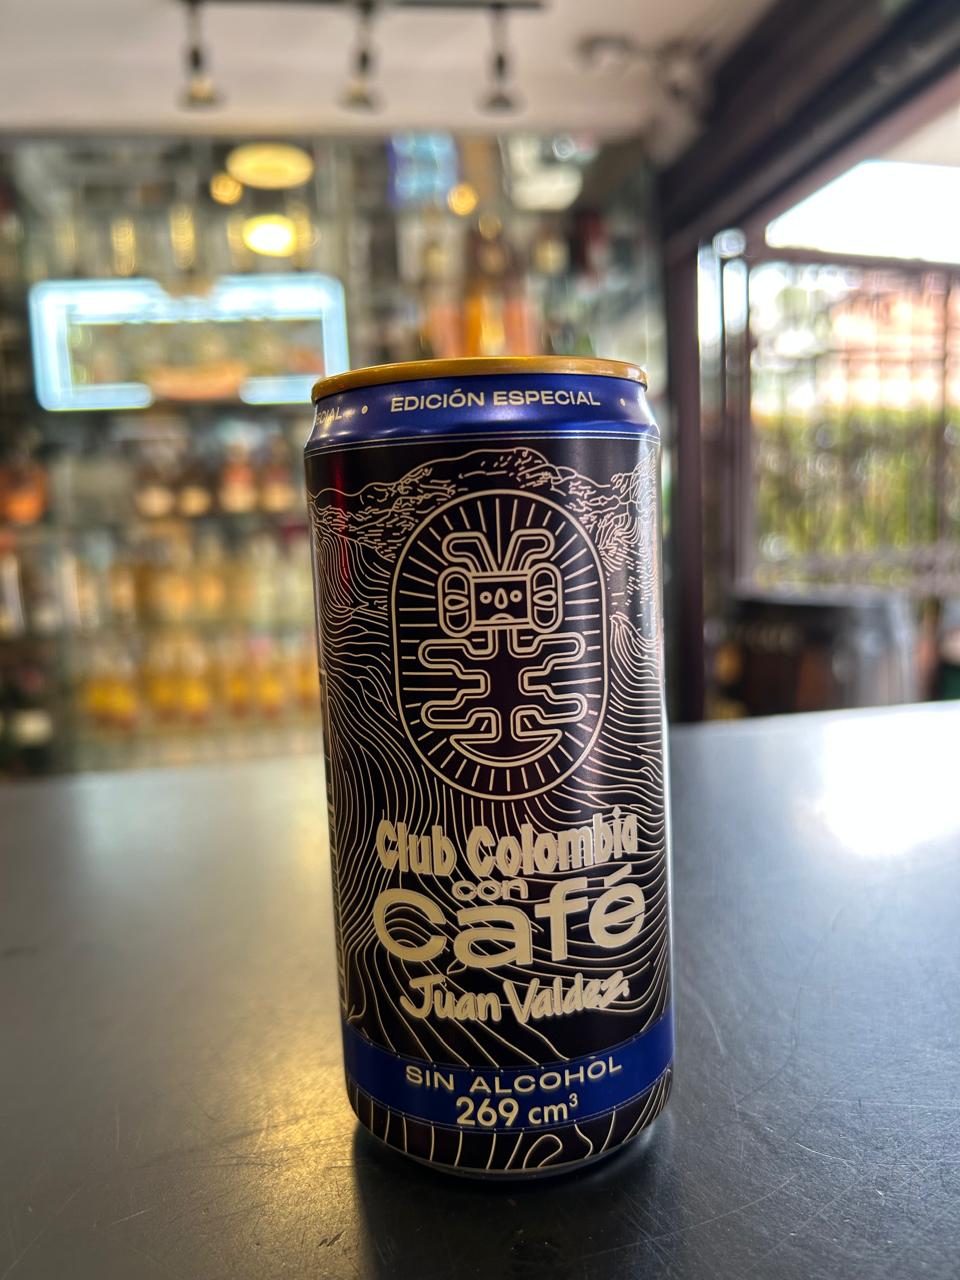 EDICIÓN ESPECIAL
Club Colombia
con
café
Juan Valdez
SIN ALCOHOL
269 cm³